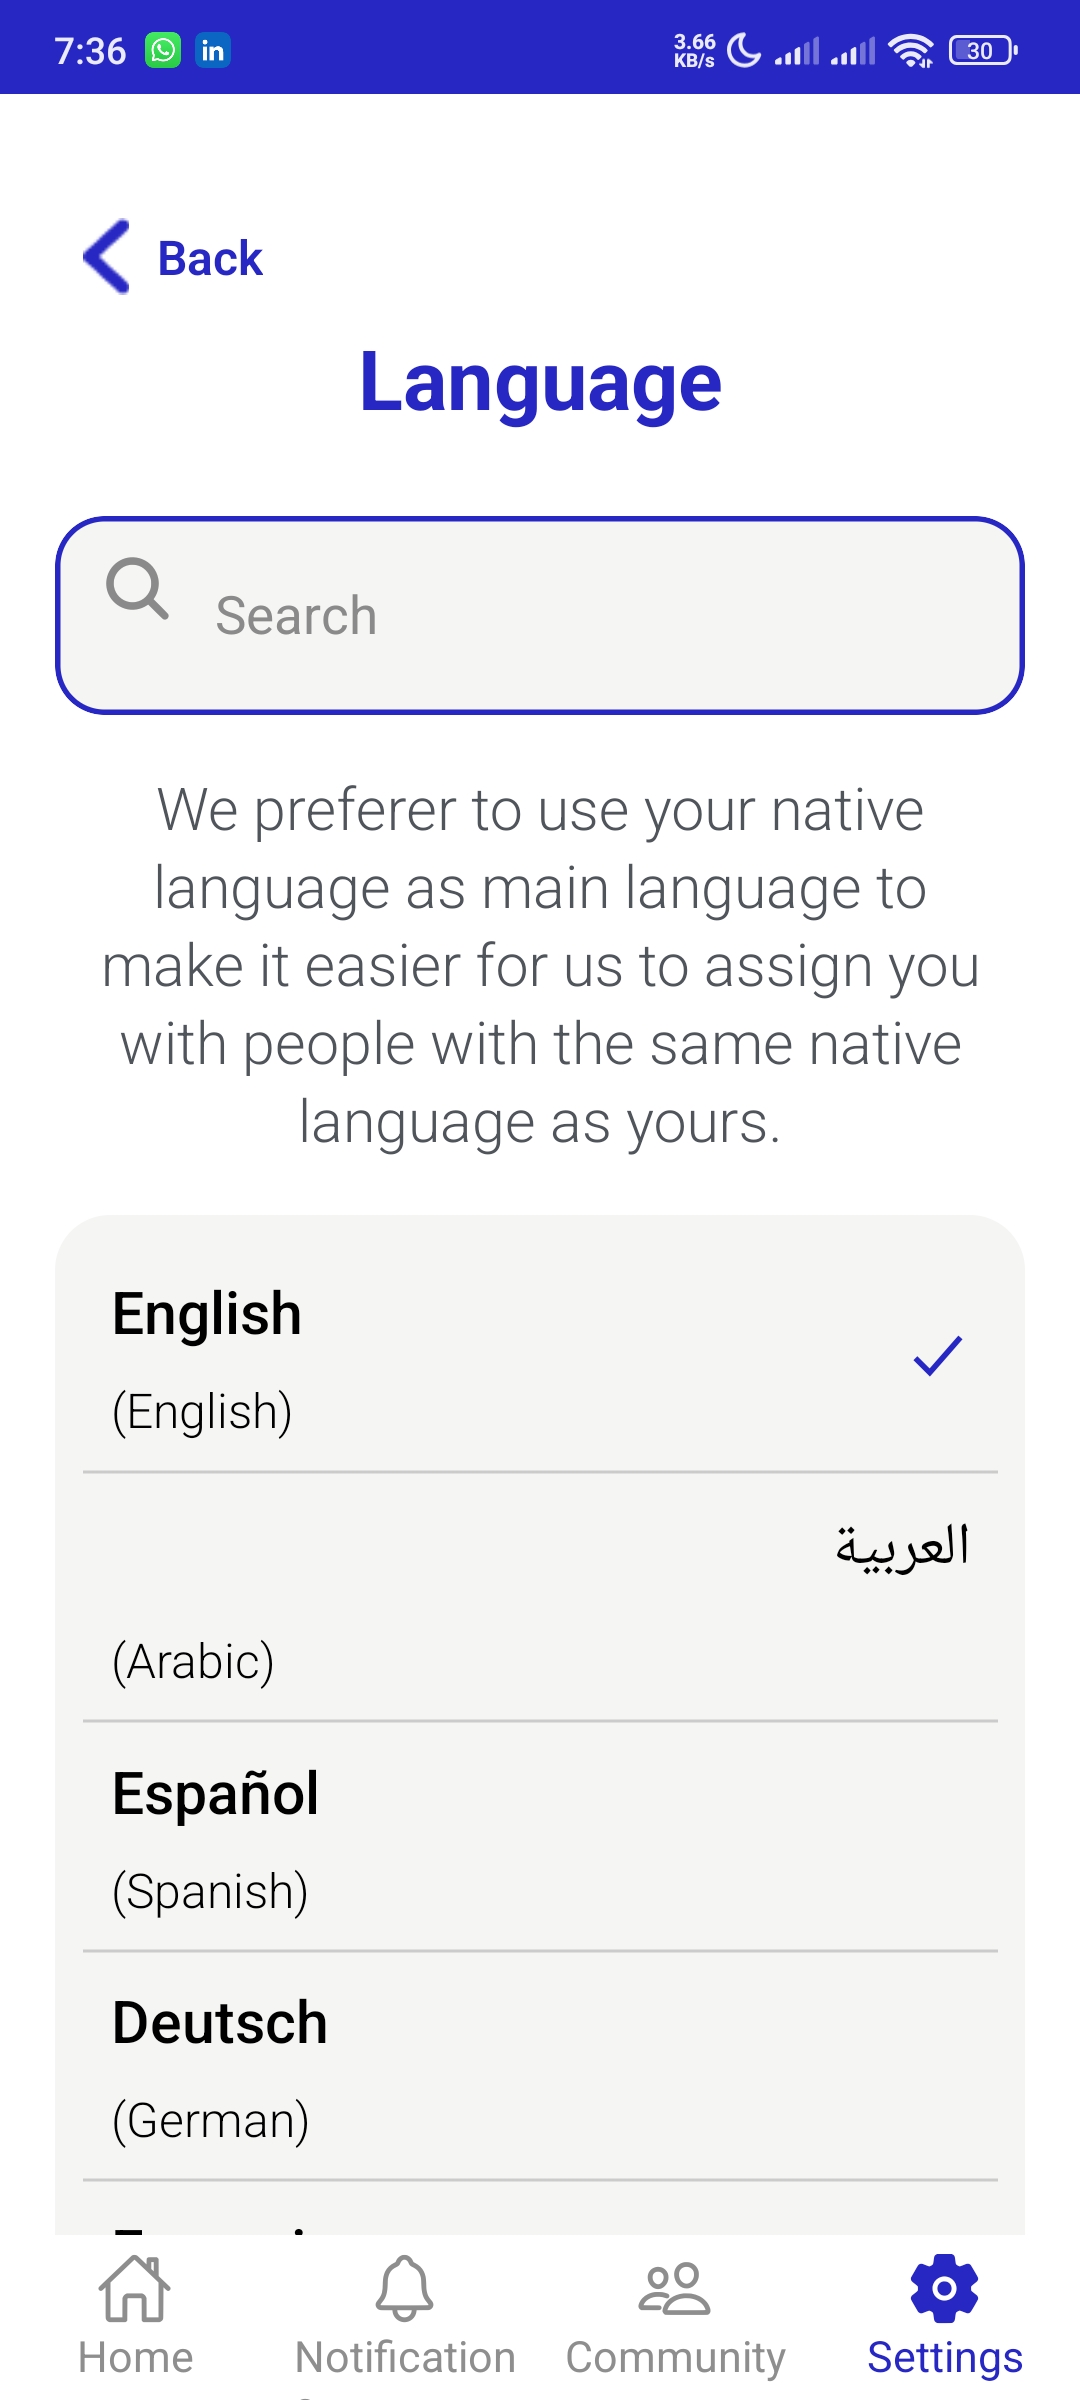 7:36
3.66
KB/s
30
Back
Language
Search
We preferer to use your native
language as main language to
make it easier for us to assign you
with people with the same native
language as yours.
English
(English)
العربية
(Arabic)
Español
(Spanish)
Deutsch
(German)
Home
Notification
Community
Settings